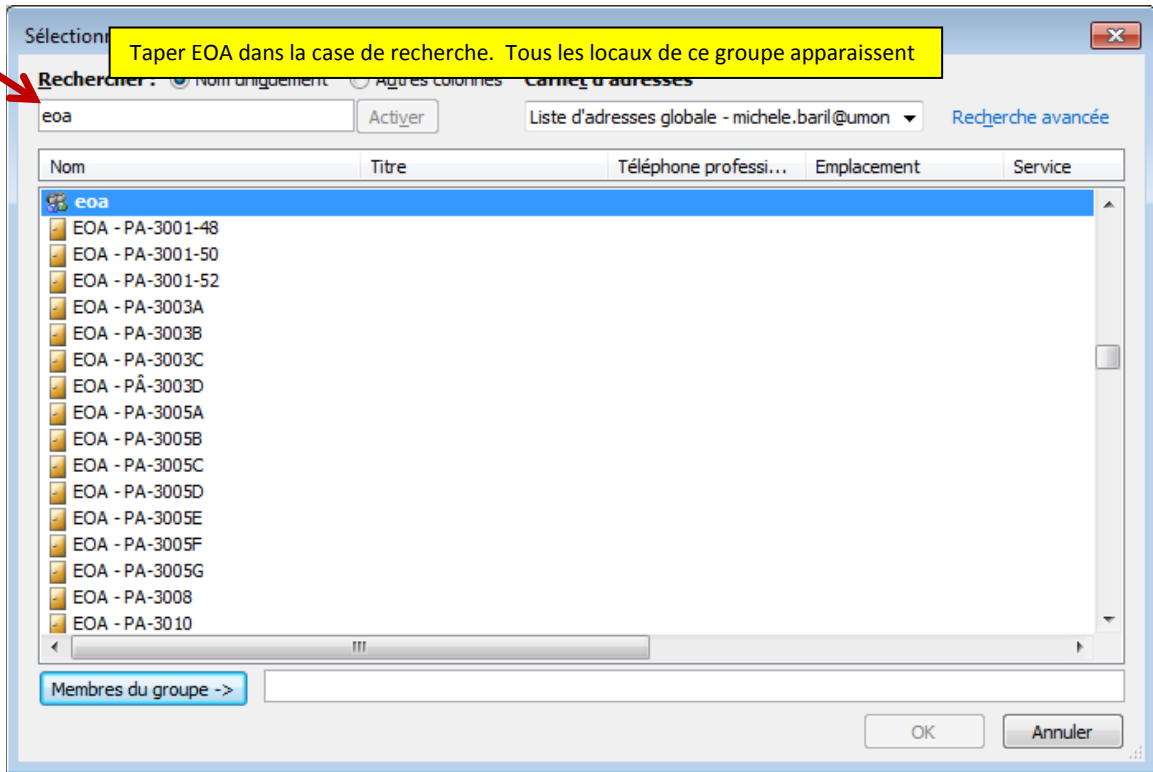 Sélectionn
Taper EOA dans la case de recherche. Tous les locaux de ce groupe apparaissent
Rechercher : Nom uniquement Autres colonnes Carnet d'adresses
eoa Activer Liste d'adresses globale - michele.baril@umon Recherche avancée
Nom Titre Téléphone professi... Emplacement Service
eoa
EOA - PA-3001-48
EOA - PA-3001-50
EOA - PA-3001-52
EOA - PA-3003A
EOA - PA-3003B
EOA - PA-3003C
EOA - PÂ-3003D
EOA - PA-3005A
EOA - PA-3005B
EOA - PA-3005C
EOA - PA-3005D
EOA - PA-3005E
EOA - PA-3005F
EOA - PA-3005G
EOA - PA-3008
EOA - PA-3010
Membres du groupe ->
OK Annuler